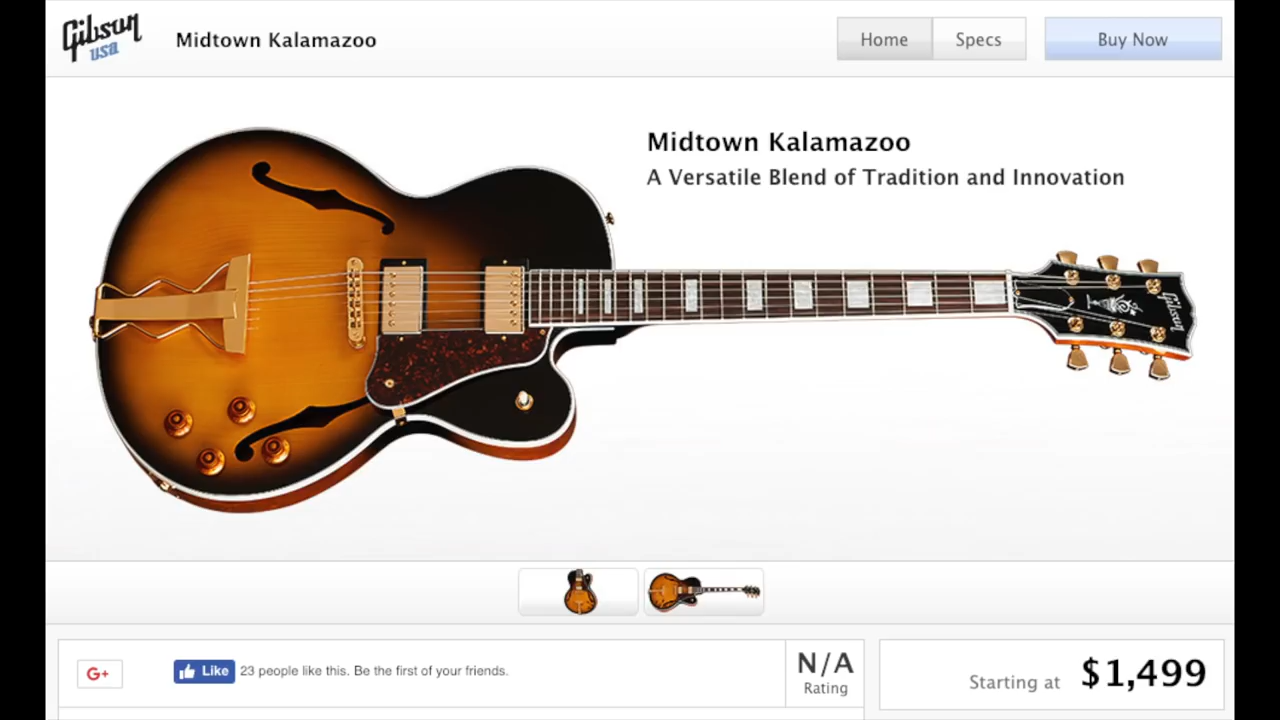 Gibson
usa
Midtown Kalamazoo
Home
Specs
Buy Now
Midtown Kalamazoo
A Versatile Blend of Tradition and Innovation
Gibson
G+
Like
23 people like this. Be the first of your friends.
N/A
Rating
Starting at
$1,499